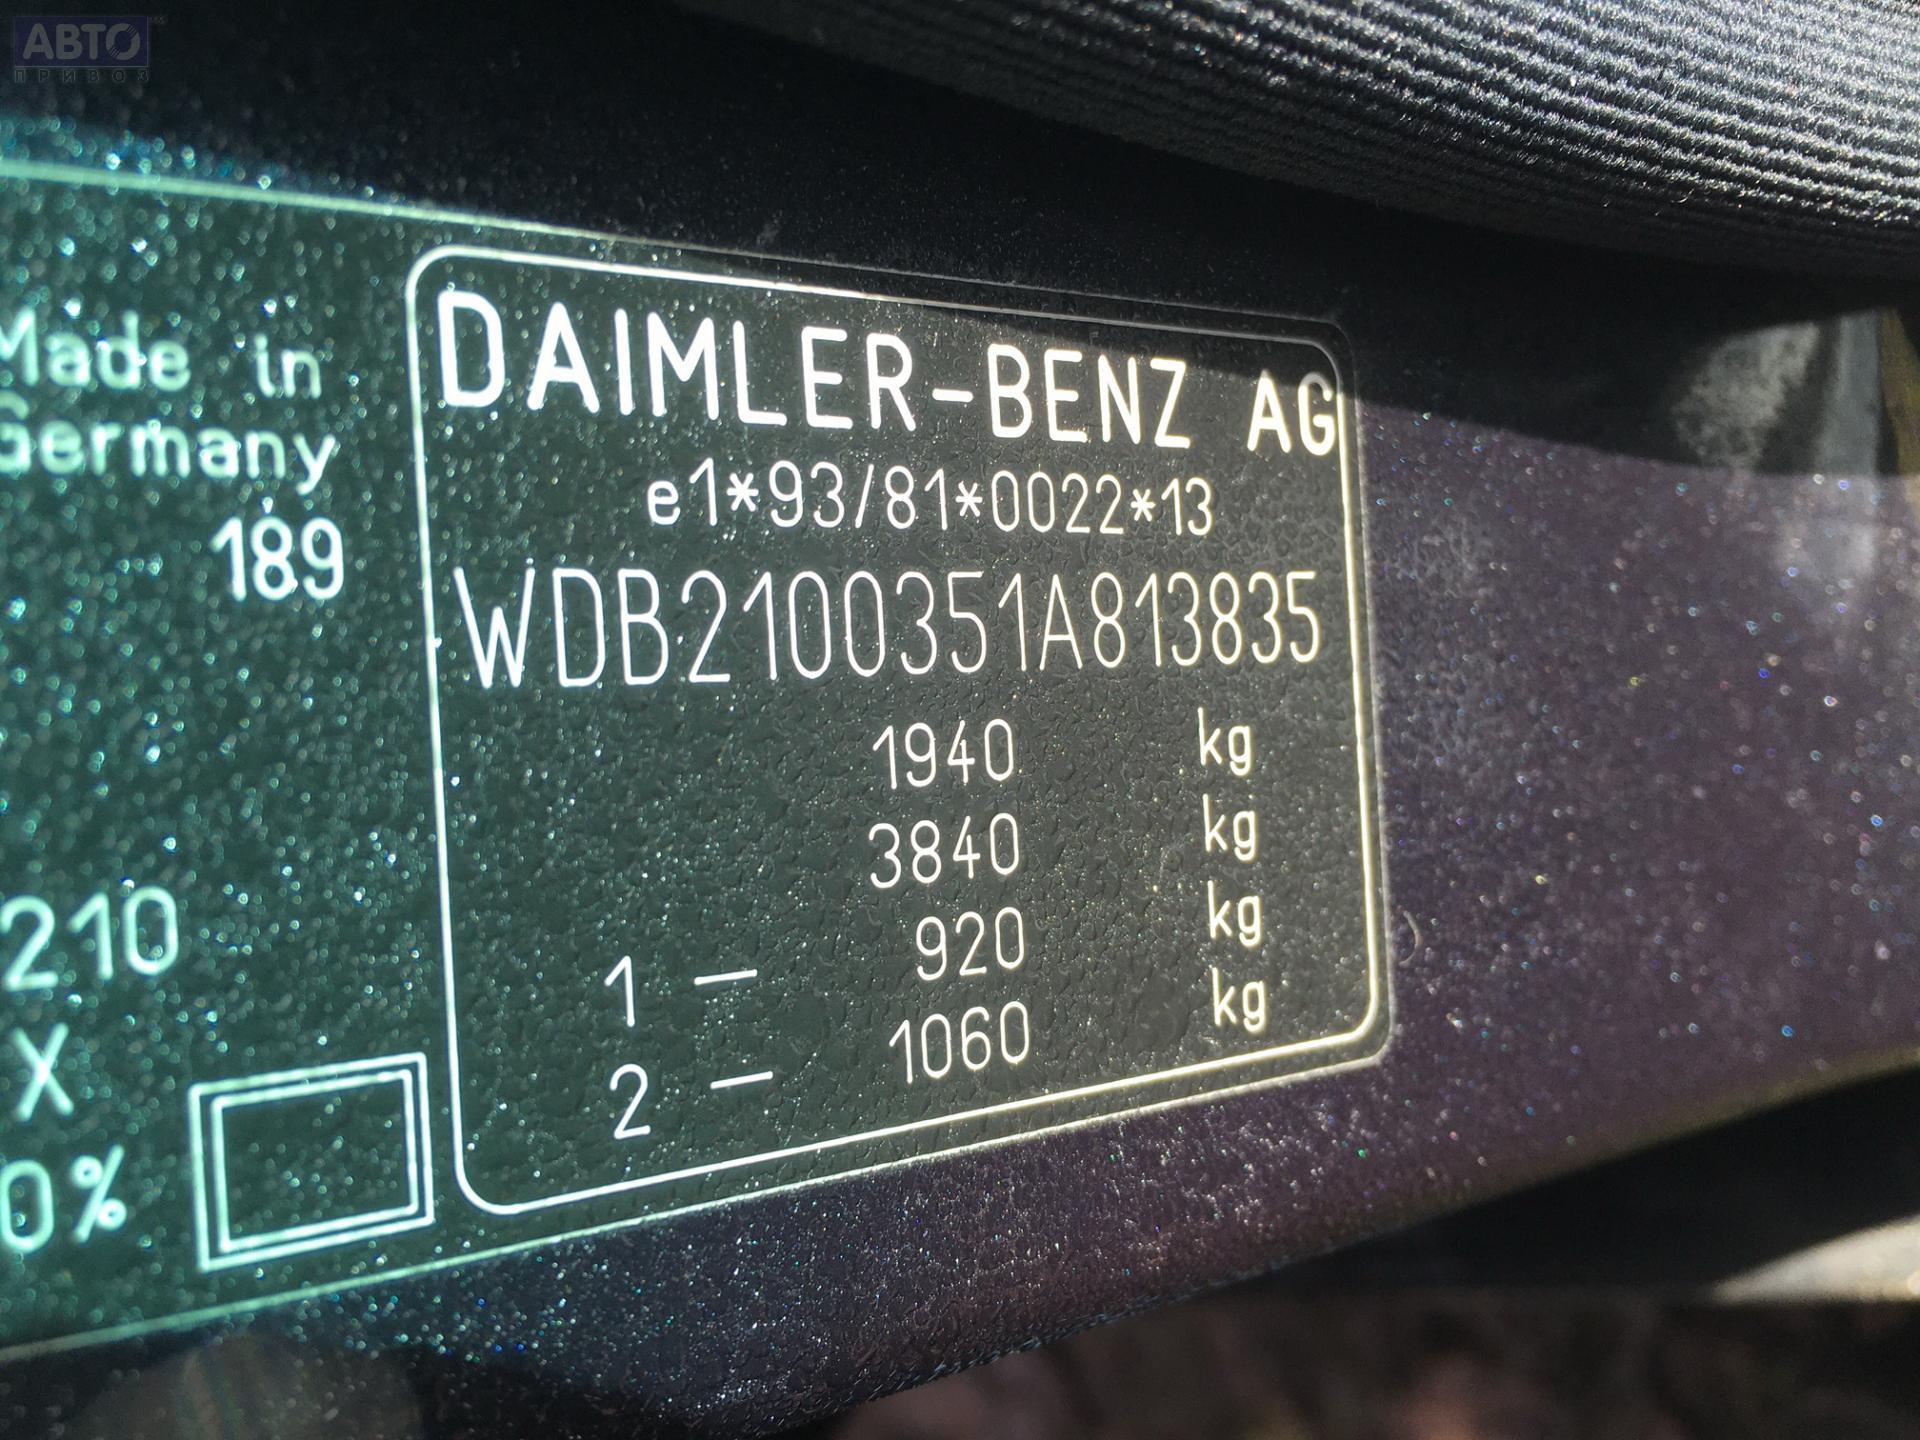 АВТО
ПРИВОЗ
Made in
Germany
189
210
X
0%
DAIMLER-BENZ AG
e1*93/81*0022*13
WDB2100351A813835
1940 kg
3840 kg
1 – 920 kg
2 – 1060 kg